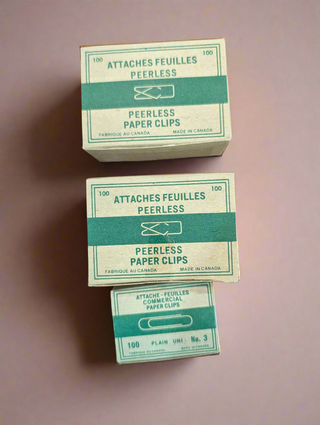 100 100
ATTACHES FEUILLES
PEERLESS
PEERLESS
PAPER CLIPS
FABRIQUE AU CANADA MADE IN CANADA
100 100
ATTACHES FEUILLES
PEERLESS
PEERLESS
PAPER CLIPS
FABRIQUE AU CANADA MADE IN CANADA
ATTACHE-FEUILLES
COMMERCIAL
PAPER CLIPS
100 PLAIN UNI No. 3